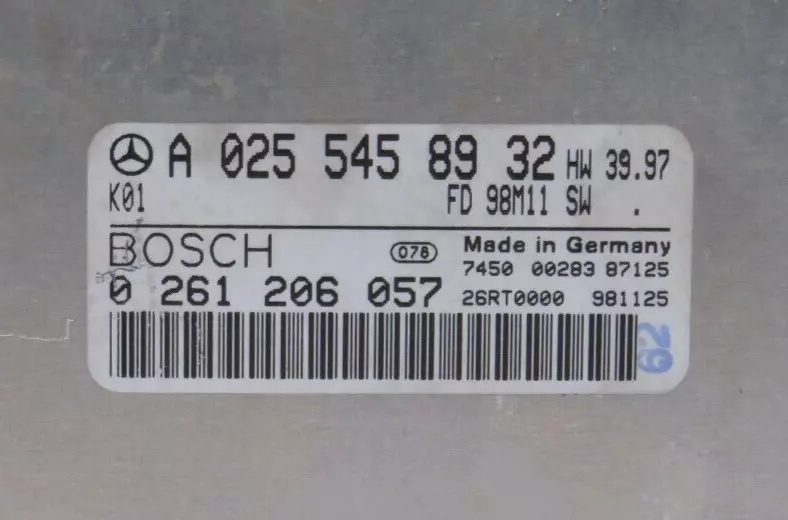 A 025 545 89 32 HW 39.97
K01 FD 98M11 SW .
BOSCH 078 Made in Germany
7450 00283 87125
0 261 206 057 26RT0000 981125
62